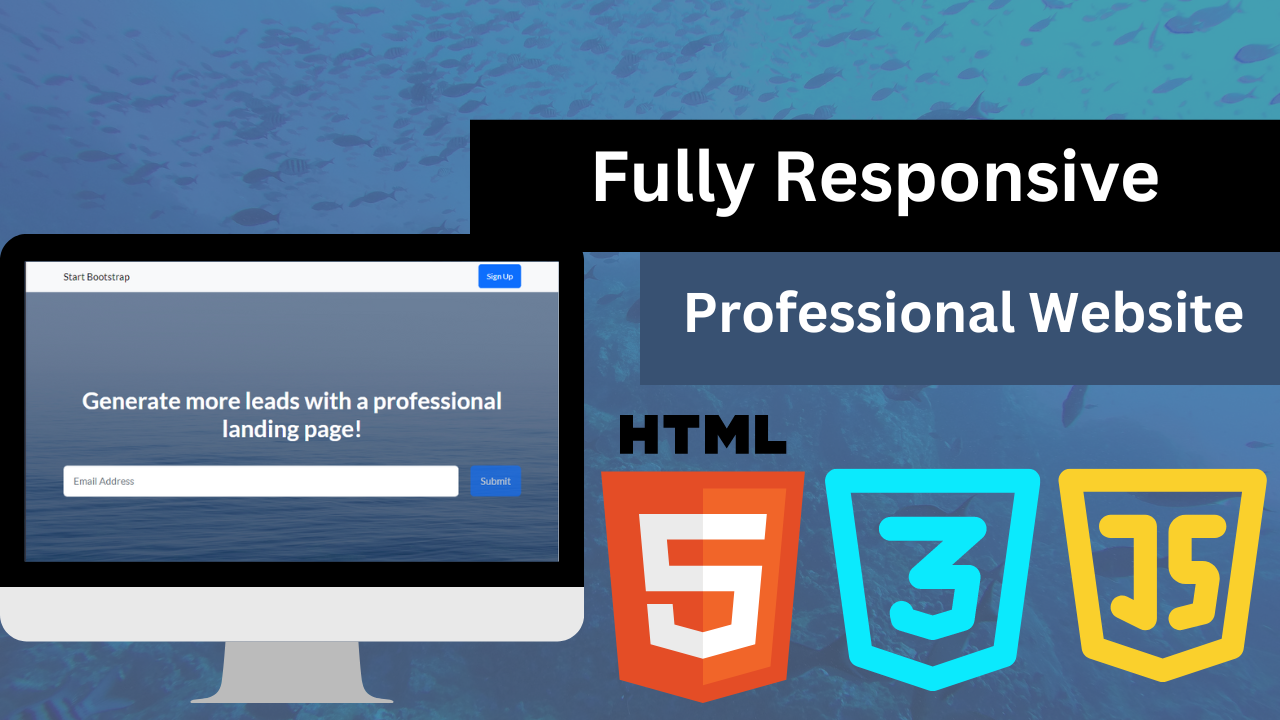 Fully Responsive
Professional Website
Start Bootstrap
Sign Up
Generate more leads with a professional
landing page!
Email Address
Submit
HTML
5
3
JS